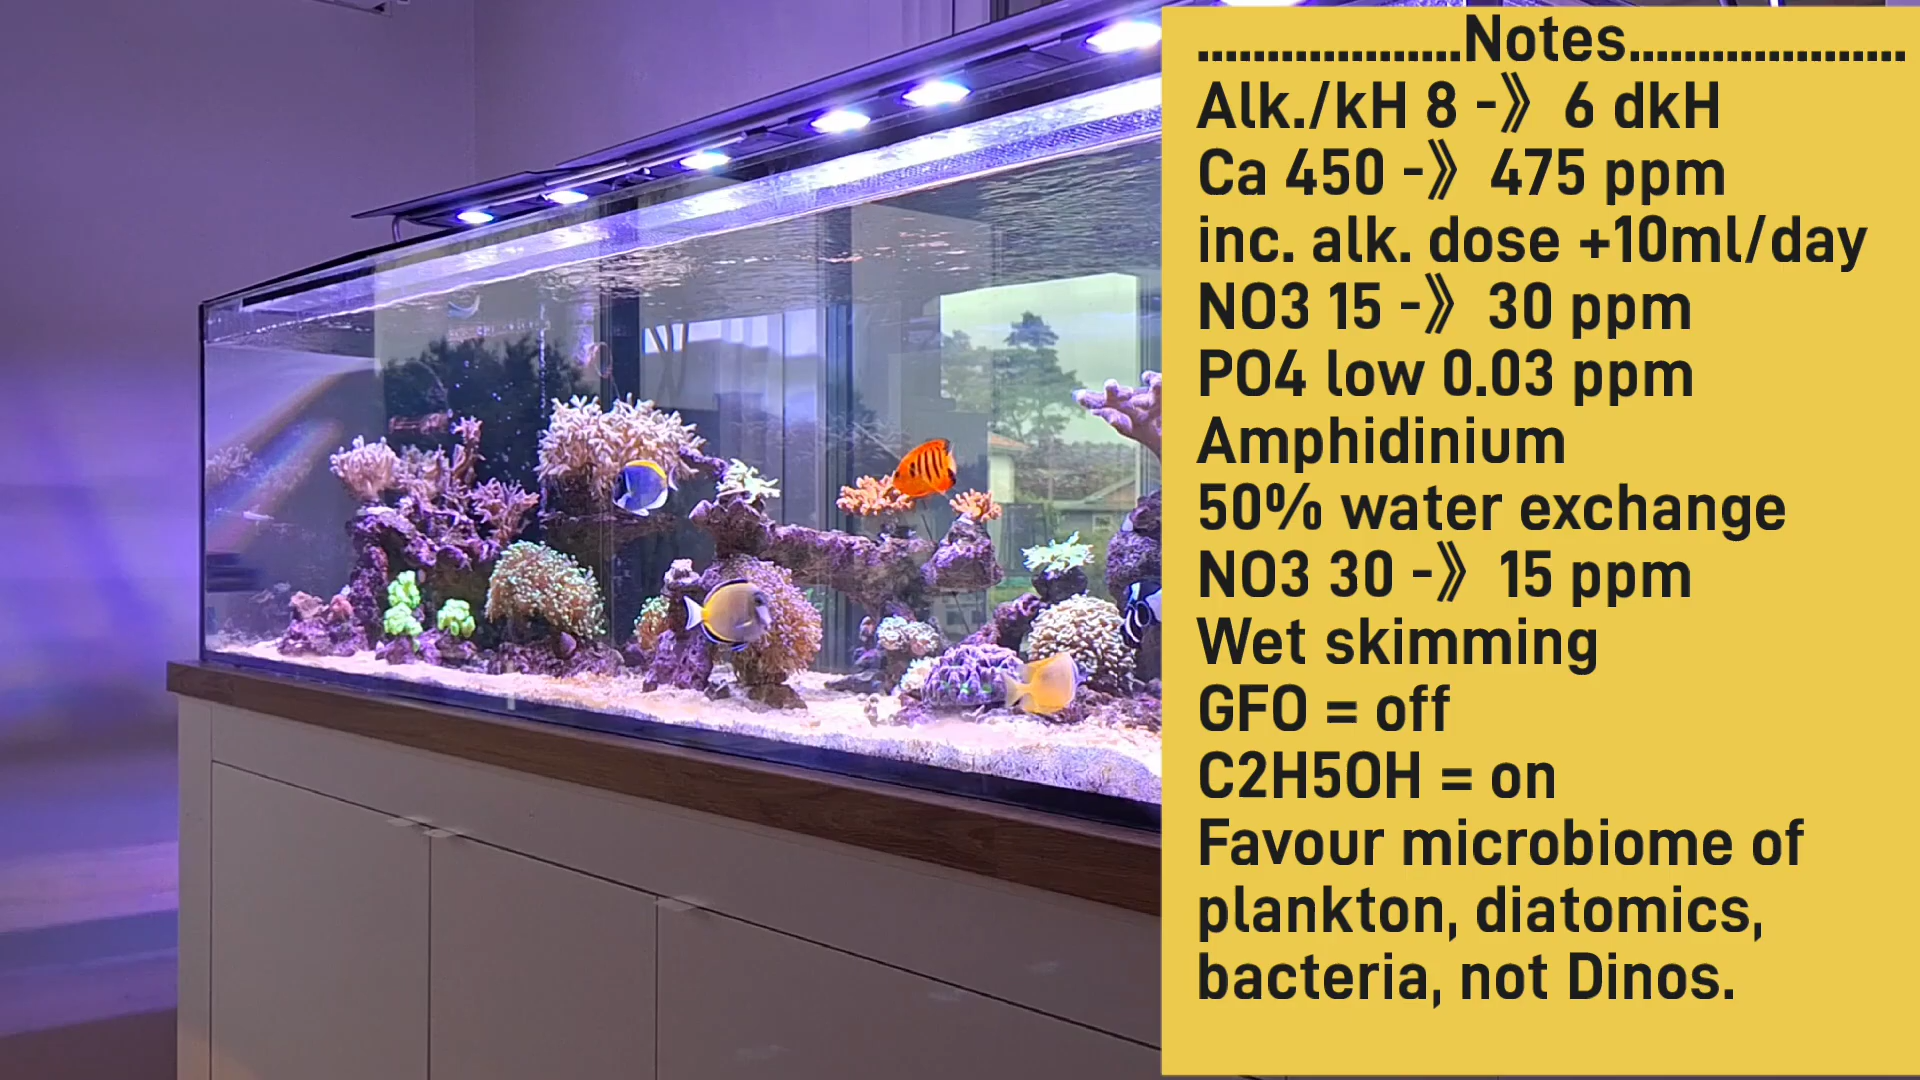 ...................Notes....................
Alk./kH 8 -》 6 dkH
Ca 450 -》 475 ppm
inc. alk. dose +10ml/day
NO3 15 -》 30 ppm
PO4 low 0.03 ppm
Amphidinium
50% water exchange
NO3 30 -》 15 ppm
Wet skimming
GFO = off
C2H5OH = on
Favour microbiome of
plankton, diatomics,
bacteria, not Dinos.